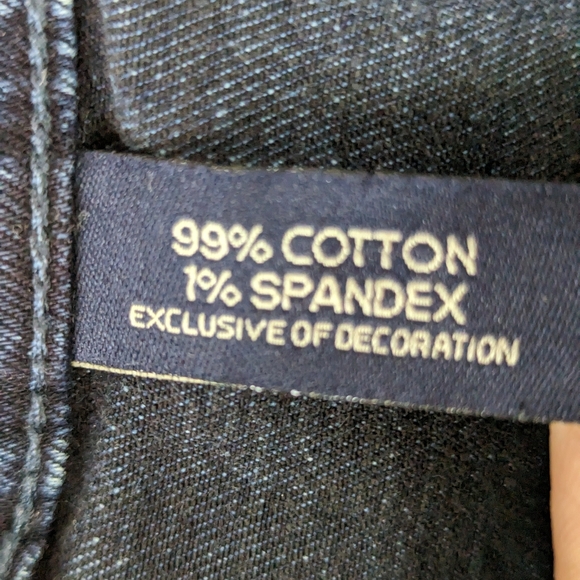 99% COTTON
1% SPANDEX
EXCLUSIVE OF DECORATION